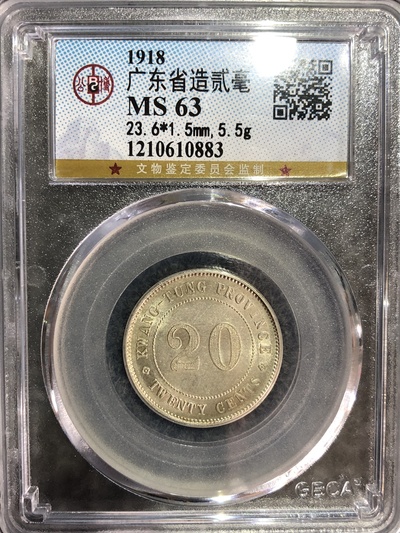 1918
广东省造贰毫
MS 63
23.6*1.5mm,5.5g
1210610883
文物鉴定委员会监制
KWANG-TUNG PROVINCE
20
TWENTY CENTS
GBCA